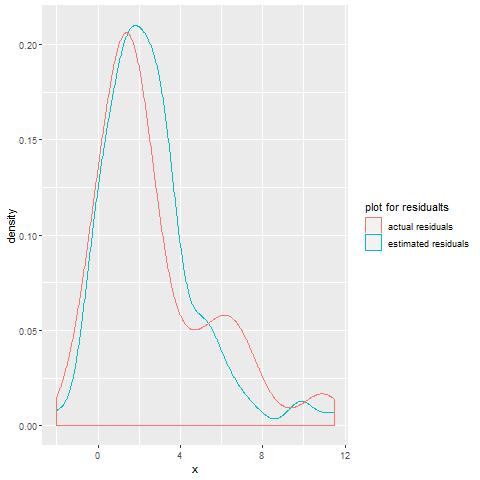 0.20
0.15
0.10
0.05
0.00
density
0
4
8
12
x
plot for residualts
actual residuals
estimated residuals